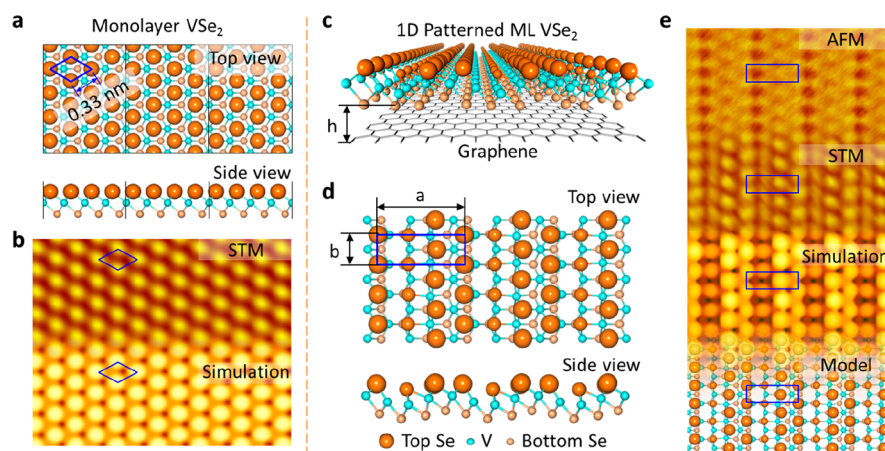 a
Monolayer VSe₂
Top view
0.33 nm
Side view
b
STM
Simulation
c
1D Patterned ML VSe₂
h
Graphene
d
Top view
a
b
Side view
Top Se
V
Bottom Se
e
AFM
STM
Simulation
Model